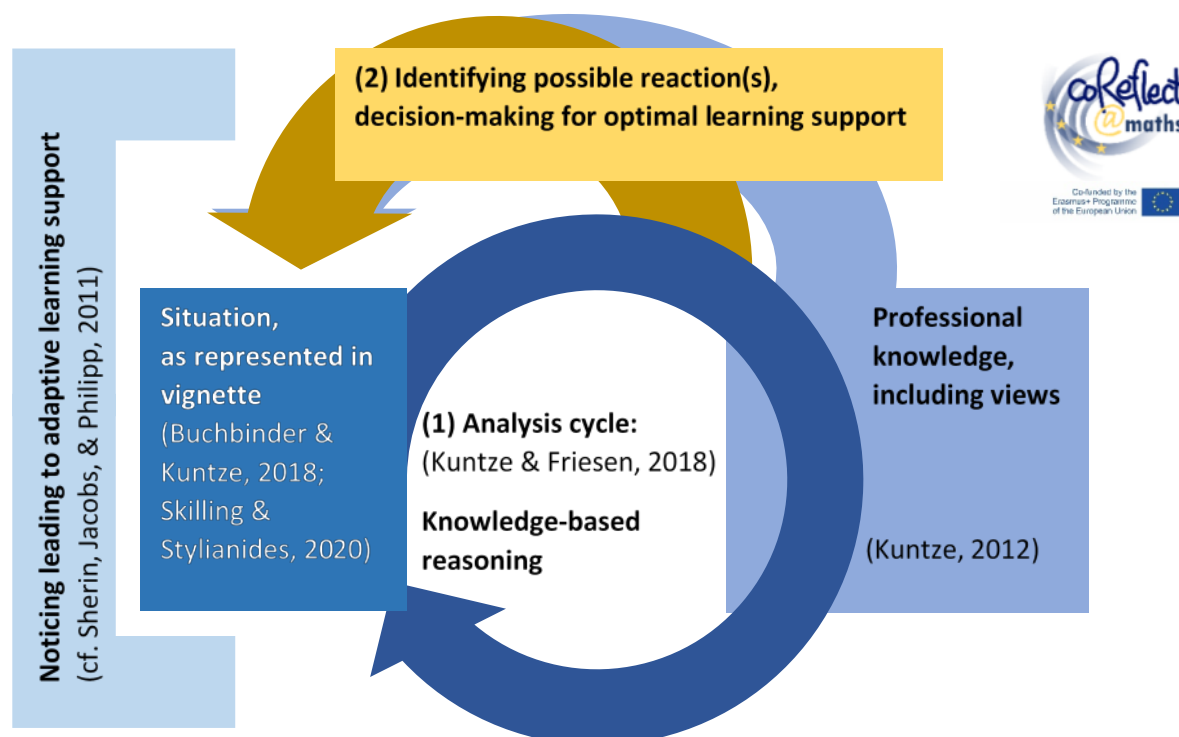 Noticing leading to adaptive learning support
(cf. Sherin, Jacobs, & Philipp, 2011)
(2) Identifying possible reaction(s),
decision-making for optimal learning support
coReflect
@maths
Co-funded by the
Erasmus+ Programme
of the European Union
Situation,
as represented in
vignette
(Buchbinder &
Kuntze, 2018;
Skilling &
Stylianides, 2020)
(1) Analysis cycle:
(Kuntze & Friesen, 2018)
Knowledge-based
reasoning
Professional
knowledge,
including views
(Kuntze, 2012)